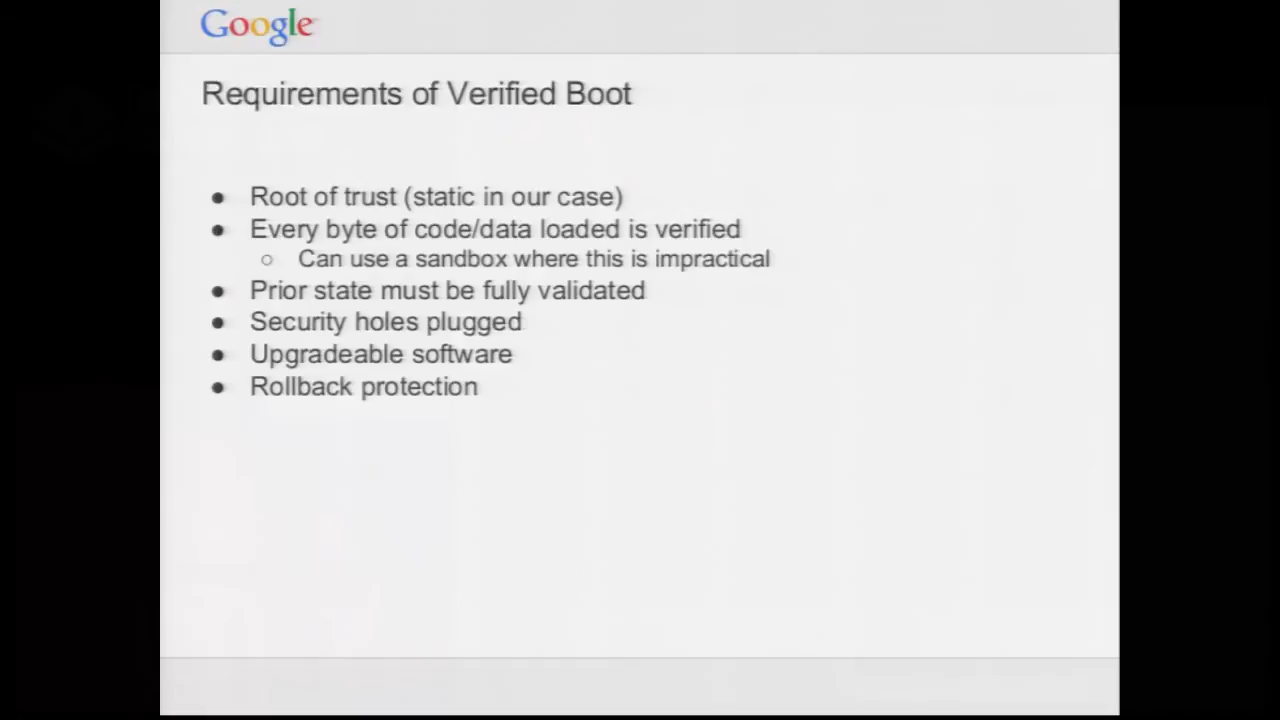 Google
Requirements of Verified Boot
● Root of trust (static in our case)
● Every byte of code/data loaded is verified
○ Can use a sandbox where this is impractical
● Prior state must be fully validated
● Security holes plugged
● Upgradeable software
● Rollback protection